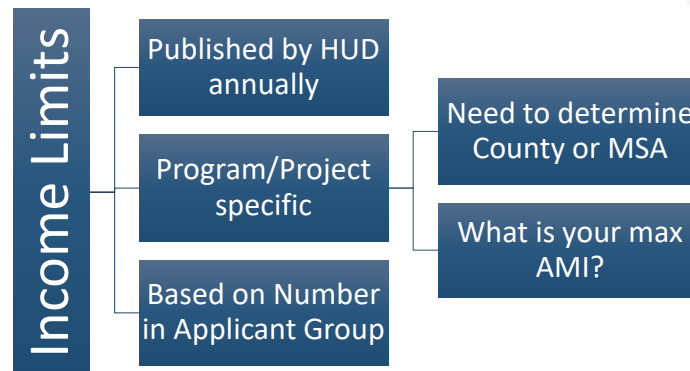 Income Limits
Published by HUD
annually
Program/Project
specific
Need to determine
County or MSA
What is your max
AMI?
Based on Number
in Applicant Group